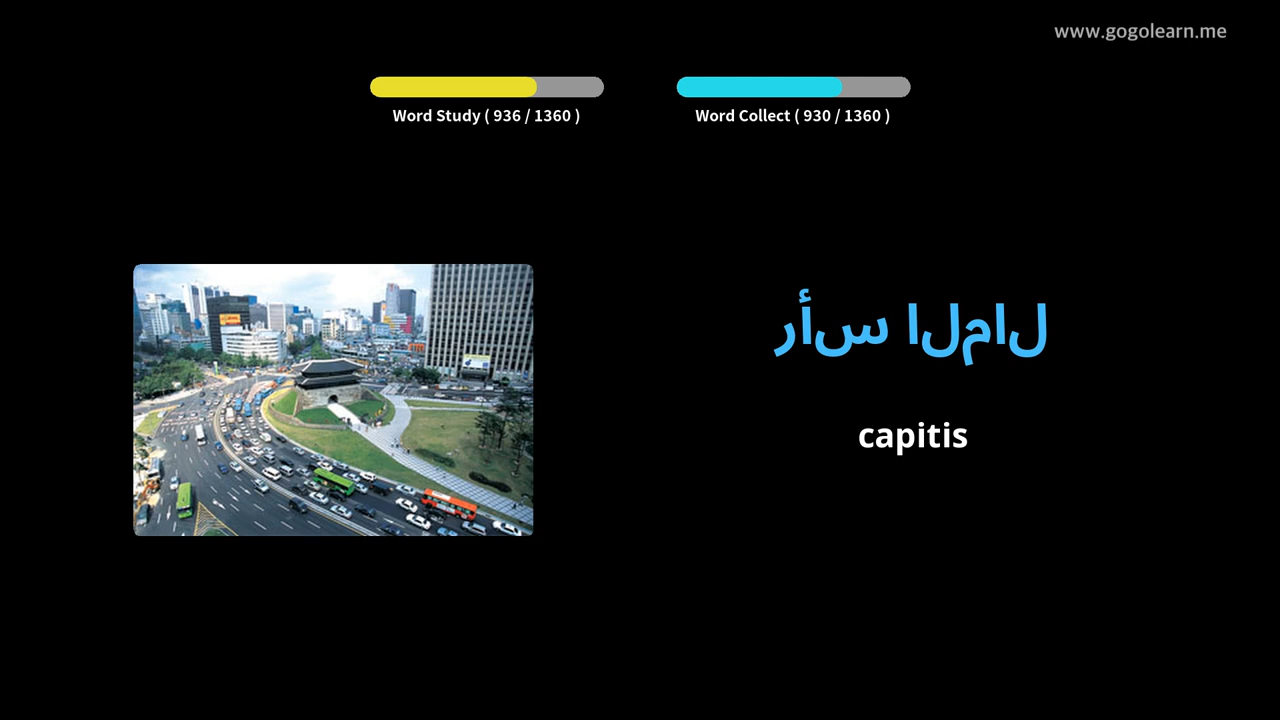 www.gogolearn.me
Word Study ( 936 / 1360 )
Word Collect ( 930 / 1360 )
رأس المال
capitis